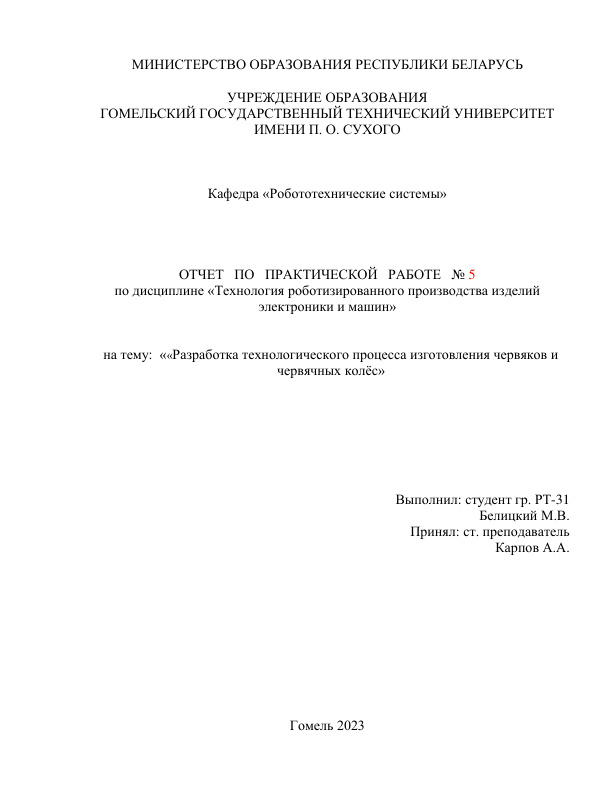 МИНИСТЕРСТВО ОБРАЗОВАНИЯ РЕСПУБЛИКИ БЕЛАРУСЬ
УЧРЕЖДЕНИЕ ОБРАЗОВАНИЯ
ГОМЕЛЬСКИЙ ГОСУДАРСТВЕННЫЙ ТЕХНИЧЕСКИЙ УНИВЕРСИТЕТ
ИМЕНИ П. О. СУХОГО
Кафедра «Робототехнические системы»
ОТЧЕТ ПО ПРАКТИЧЕСКОЙ РАБОТЕ № 5
по дисциплине «Технология роботизированного производства изделий
электроники и машин»
на тему: ««Разработка технологического процесса изготовления червяков и
червячных колёс»
Выполнил: студент гр. РТ-31
Белицкий М.В.
Принял: ст. преподаватель
Карпов А.А.
Гомель 2023